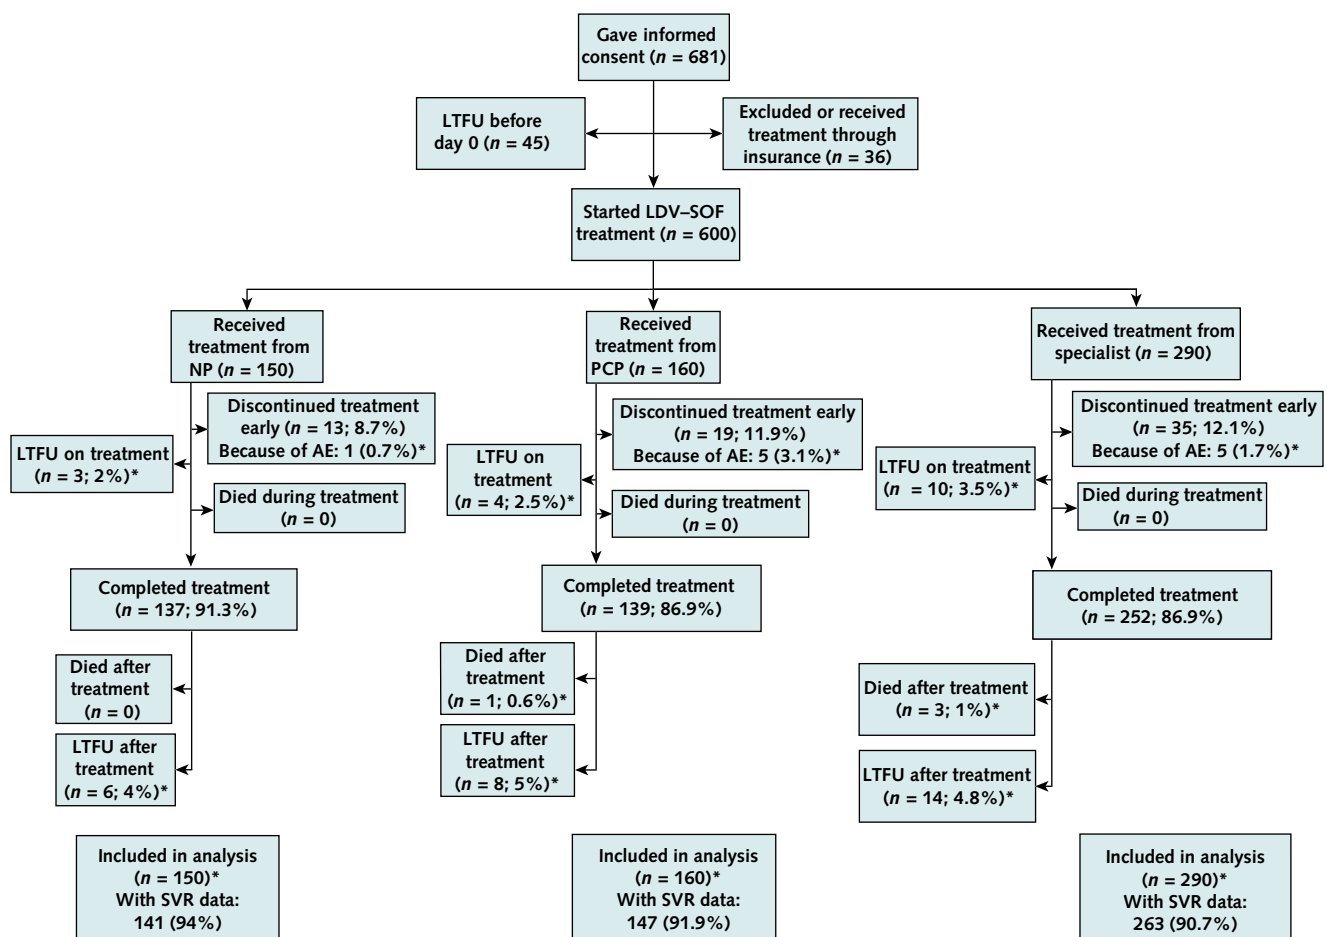 Gave informed
consent (n = 681)
LTFU before
day 0 (n = 45)
Excluded or received
treatment through
insurance (n = 36)
Started LDV–SOF
treatment (n = 600)
Received
treatment from
NP (n = 150)
Discontinued treatment
early (n = 13; 8.7%)
Because of AE: 1 (0.7%)*
LTFU on treatment
(n = 3; 2%)*
Died during treatment
(n = 0)
Completed treatment
(n = 137; 91.3%)
Died after
treatment
(n = 0)
LTFU after
treatment
(n = 6; 4%)*
Included in analysis
(n = 150)*
With SVR data:
141 (94%)
Received
treatment from
PCP (n = 160)
Discontinued treatment early
(n = 19; 11.9%)
Because of AE: 5 (3.1%)*
LTFU on
treatment
(n = 4; 2.5%)*
Died during treatment
(n = 0)
Completed treatment
(n = 139; 86.9%)
Died after
treatment
(n = 1; 0.6%)*
LTFU after
treatment
(n = 8; 5%)*
Included in analysis
(n = 160)*
With SVR data:
147 (91.9%)
Received treatment from
specialist (n = 290)
Discontinued treatment early
(n = 35; 12.1%)
Because of AE: 5 (1.7%)*
LTFU on treatment
(n = 10; 3.5%)*
Died during treatment
(n = 0)
Completed treatment
(n = 252; 86.9%)
Died after treatment
(n = 3; 1%)*
LTFU after treatment
(n = 14; 4.8%)*
Included in analysis
(n = 290)*
With SVR data:
263 (90.7%)